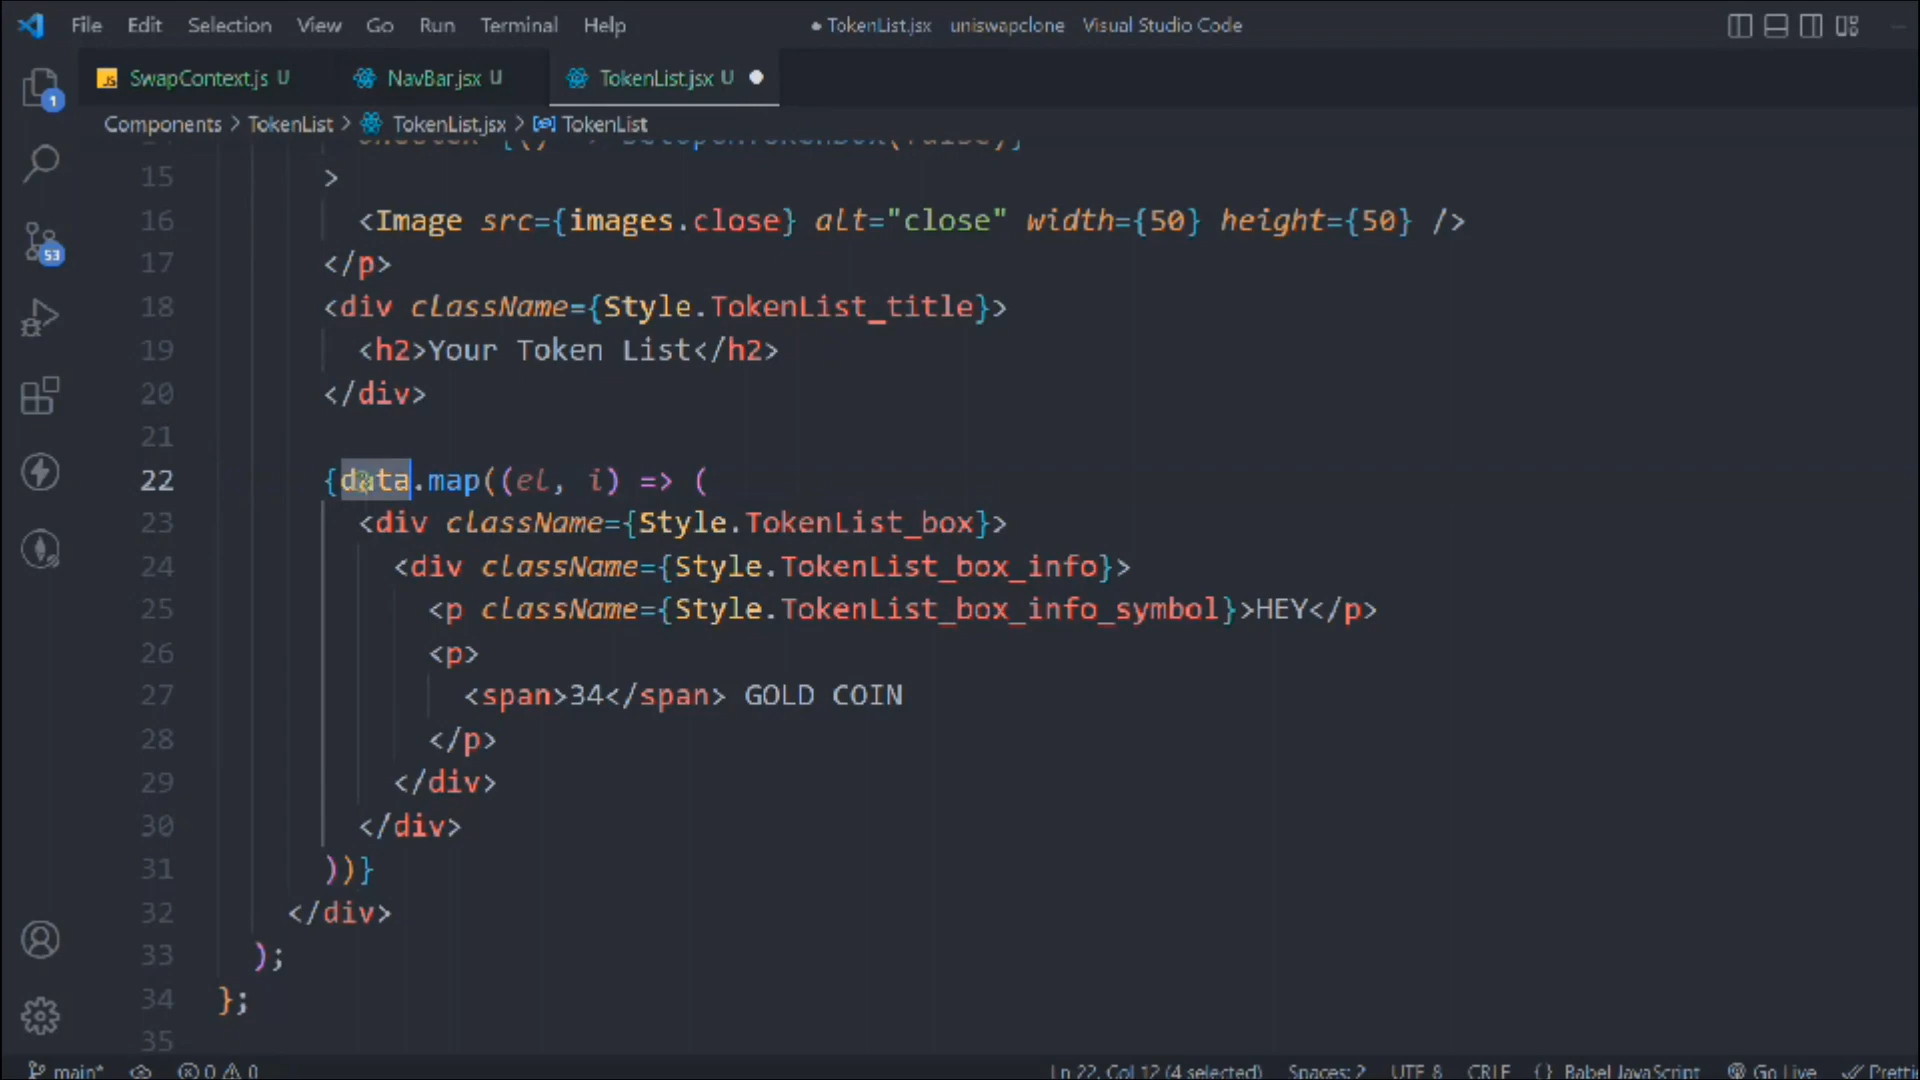 File Edit Selection View Go Run Terminal Help ● TokenList.jsx uniswapclone Visual Studio Code
JS SwapContext.js U NavBar.jsx U TokenList.jsx U ●
1
Components > TokenList > TokenList.jsx > TokenList
15 >
16 <Image src={images.close} alt="close" width={50} height={50} />
17 </p>
53
18 <div className={Style.TokenList_title}>
19 <h2>Your Token List</h2>
20 </div>
21
22 {data.map((el, i) => (
23 <div className={Style.TokenList_box}>
24 <div className={Style.TokenList_box_info}>
25 <p className={Style.TokenList_box_info_symbol}>HEY</p>
26 <p>
27 <span>34</span> GOLD COIN
28 </p>
29 </div>
30 </div>
31 ))}
32 </div>
33 );
34 };
35
main* 0 0 Ln 22, Col 12 (4 selected) Spaces: 2 UTF 8 CRLF {} Babel JavaScript Go Live